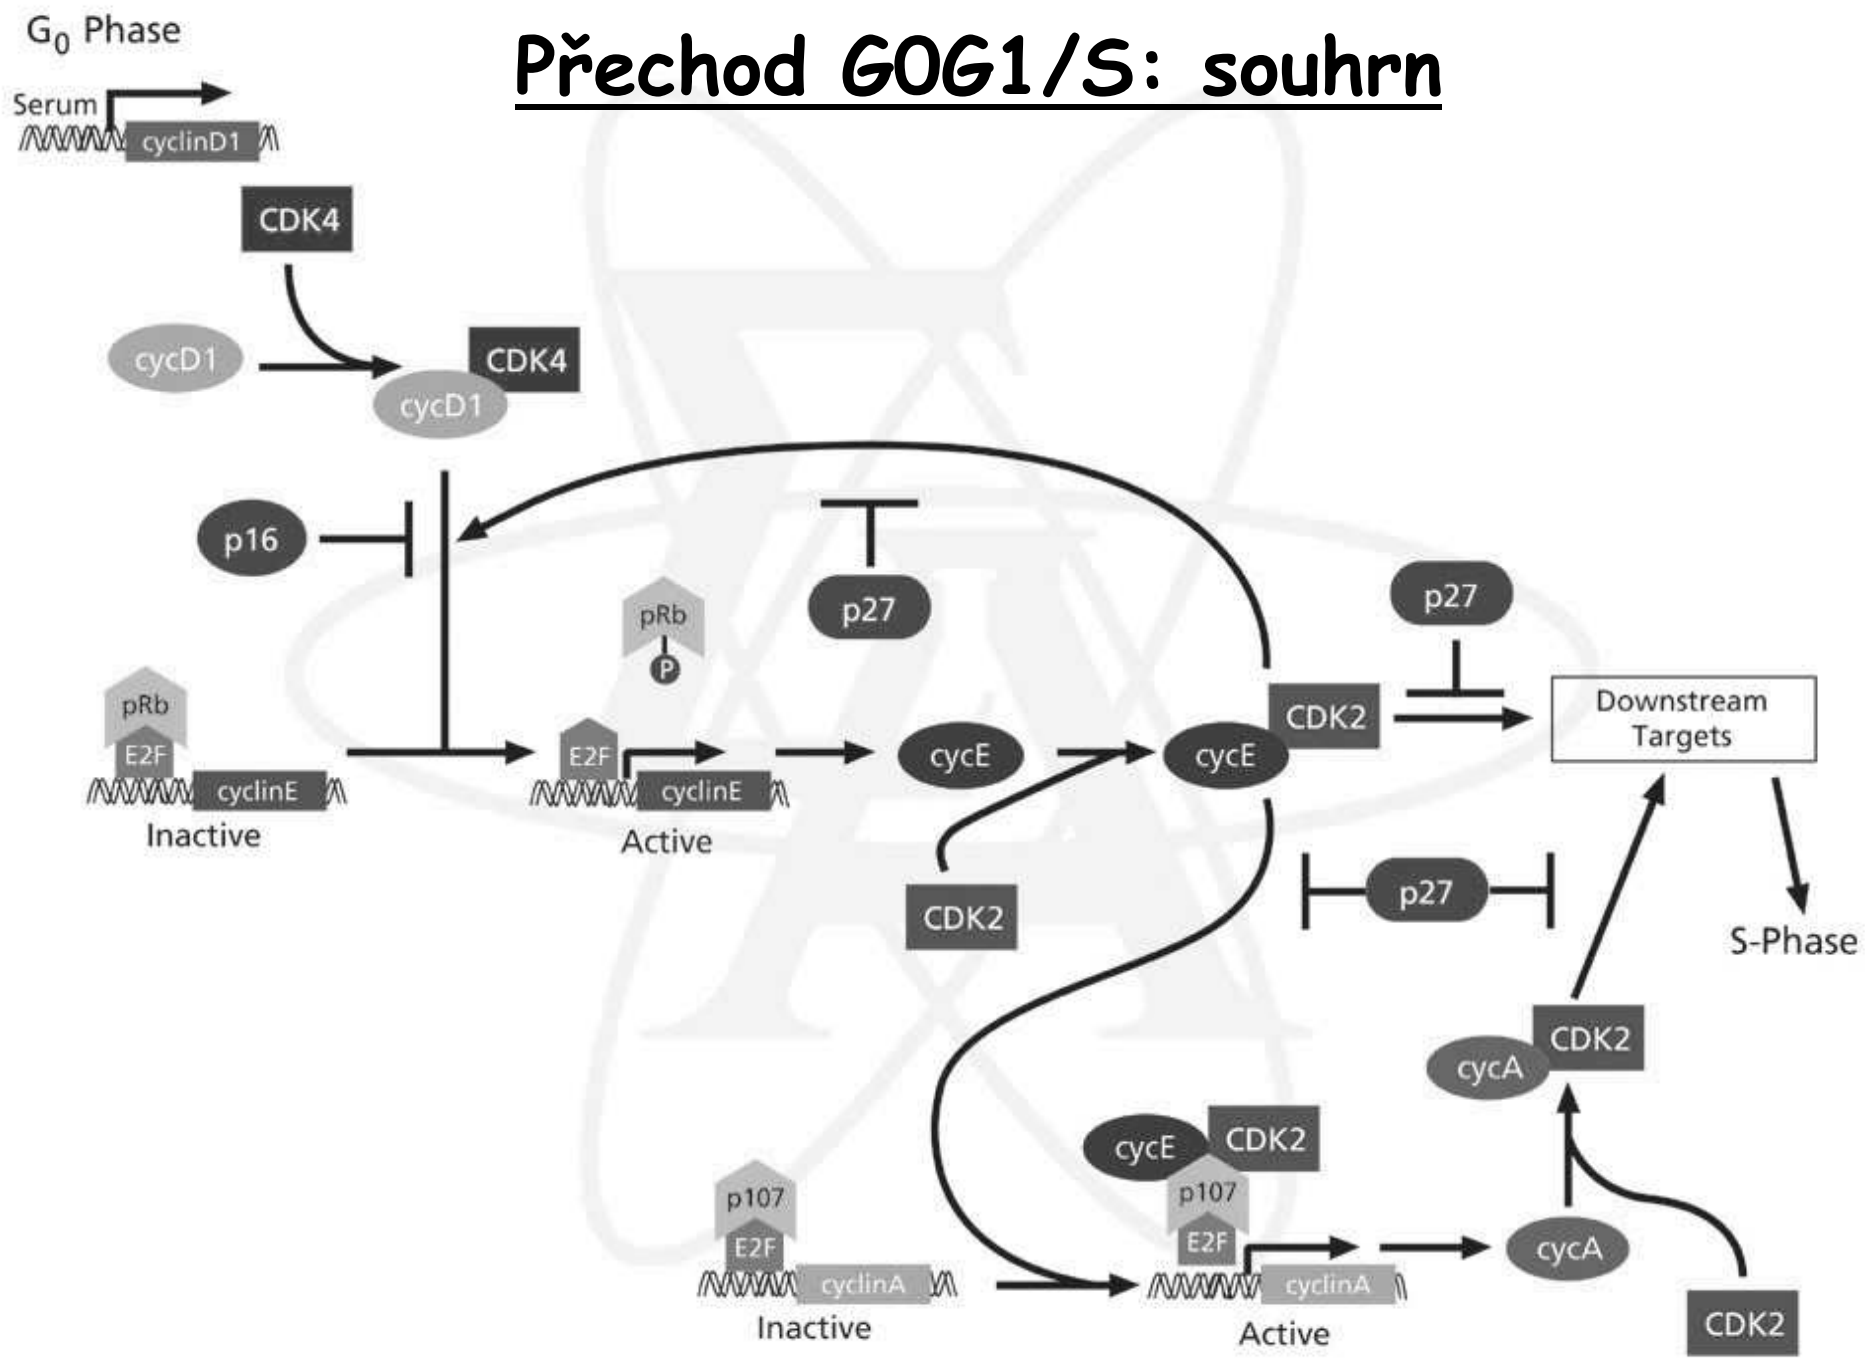 G0 Phase
Přechod G0G1/S: souhrn
Serum
cyclinD1
CDK4
cycD1
CDK4
cycD1
p16
p27
p27
pRb
P
pRb
E2F
cyclinE
Inactive
E2F
cyclinE
Active
cycE
CDK2
cycE
CDK2
Downstream
Targets
p27
S-Phase
CDK2
cycA
cycE
CDK2
p107
E2F
cyclinA
Inactive
p107
E2F
cyclinA
Active
cycA
CDK2